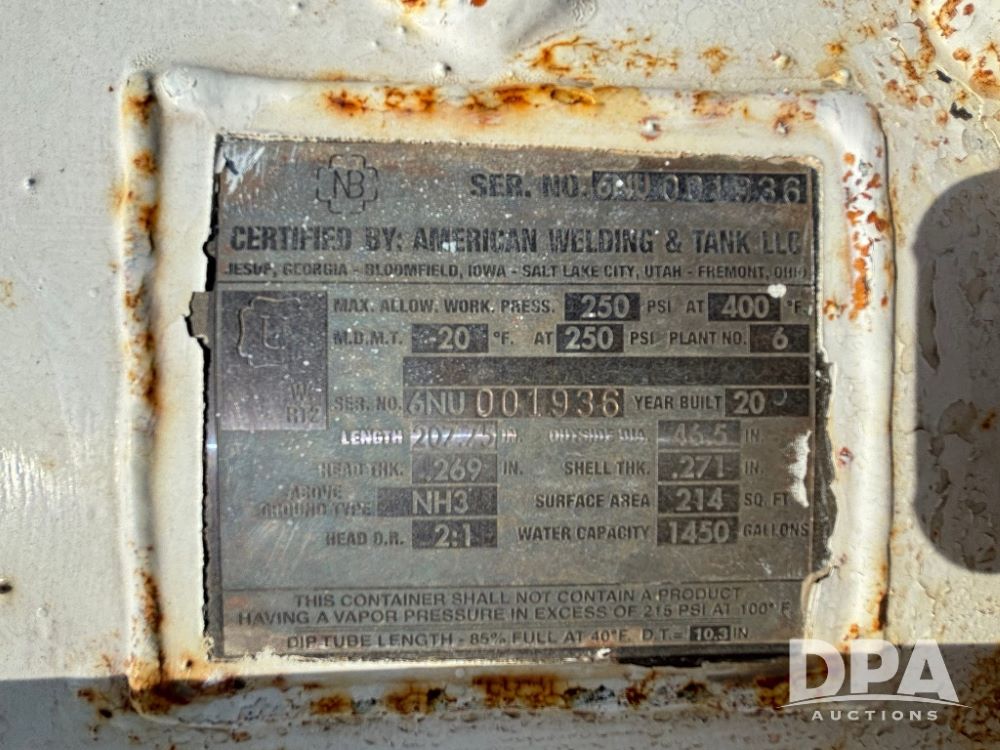 NB
SER. NO. 6NU 001936
CERTIFIED BY: AMERICAN WELDING & TANK LLC
JESUP, GEORGIA - BLOOMFIELD, IOWA - SALT LAKE CITY, UTAH - FREMONT, OHIO
U
MAX. ALLOW. WORK. PRESS. 250 PSI AT 400 °F.
M.D.M.T. -20 °F. AT 250 PSI PLANT NO. 6
W
RT2
SER. NO. 6NU 001936 YEAR BUILT
LENGTH 207.75 IN. OUTSIDE DIA. 46.5 IN.
HEAD THK. .269 IN. SHELL THK. .271 IN.
ABOVE
GROUND TYPE NH3 SURFACE AREA 214 SQ. FT
HEAD D.R. 2:1 WATER CAPACITY 1450 GALLONS
THIS CONTAINER SHALL NOT CONTAIN A PRODUCT
HAVING A VAPOR PRESSURE IN EXCESS OF 215 PSI AT 100° F.
DIP TUBE LENGTH - 85% FULL AT 40°F. D.T.= 10.3 IN
DPA
AUCTIONS